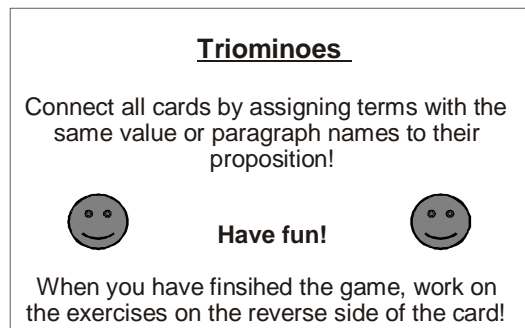 Triominoes
Connect all cards by assigning terms with the
same value or paragraph names to their
proposition!
Have fun!
When you have finsihed the game, work on
the exercises on the reverse side of the card!